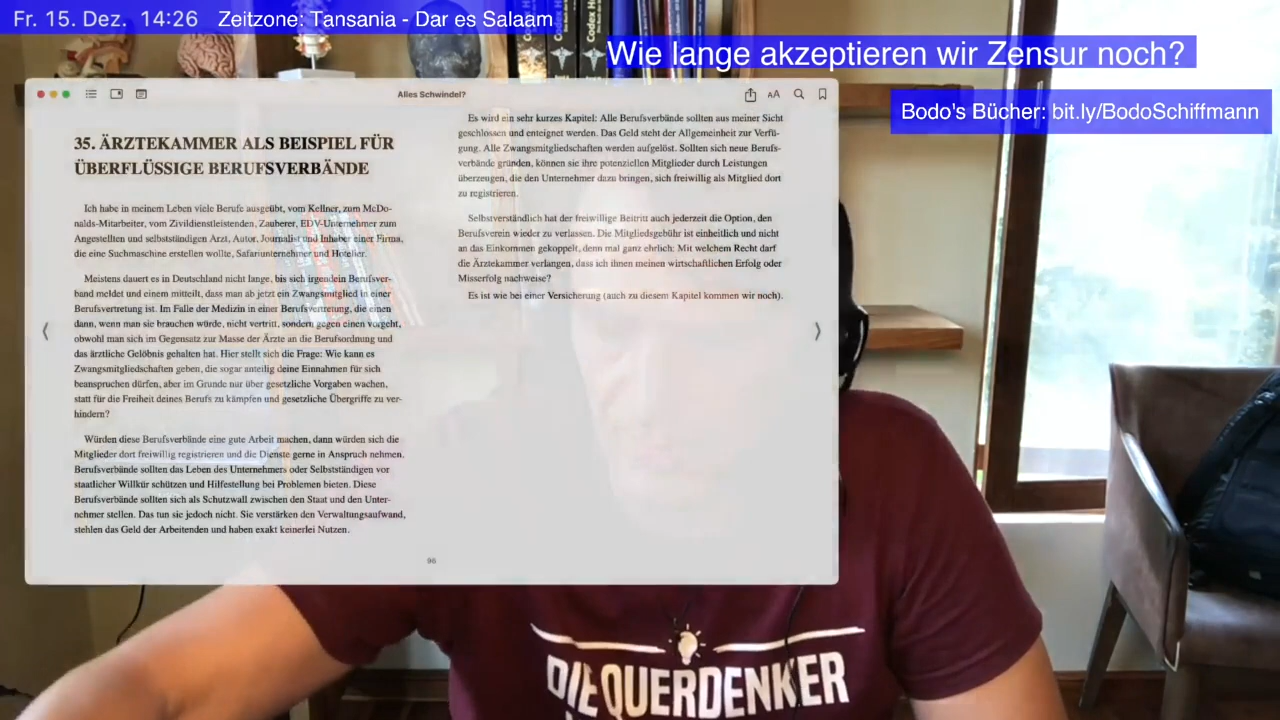 Fr. 15. Dez. 14:26 Zeitzone: Tansania - Dar es Salaam
Wie lange akzeptieren wir Zensur noch?
Bodo's Bücher: bit.ly/BodoSchiffmann
Codex H
Alles Schwindel?
AA
35. ÄRZTEKAMMER ALS BEISPIEL FÜR
ÜBERFLÜSSIGE BERUFSVERBÄNDE
Ich habe in meinem Leben viele Berufe ausgeübt, vom Kellner, zum McDo-
nalds-Mitarbeiter, vom Zivildienstleistenden, Zauberer, EDV-Unternehmer zum
Angestellten und selbstständigen Arzt, Autor, Journalist und Inhaber einer Firma,
die eine Suchmaschine erstellen wollte, Safariunternehmer und Hotelier.
Meistens dauert es in Deutschland nicht lange, bis sich irgendein Berufsver-
band meldet und einem mitteilt, dass man ab jetzt ein Zwangsmitglied in einer
Berufsvertretung ist. Im Falle der Medizin in einer Berufsvertretung, die einen
dann, wenn man sie brauchen würde, nicht vertritt, sondern gegen einen vorgeht,
obwohl man sich im Gegensatz zur Masse der Ärzte an die Berufsordnung und
das ärztliche Gelöbnis gehalten hat. Hier stellt sich die Frage: Wie kann es
Zwangsmitgliedschaften geben, die sogar anteilig deine Einnahmen für sich
beanspruchen dürfen, aber im Grunde nur über gesetzliche Vorgaben wachen,
statt für die Freiheit deines Berufs zu kämpfen und gesetzliche Übergriffe zu ver-
hindern?
Würden diese Berufsverbände eine gute Arbeit machen, dann würden sich die
Mitglieder dort freiwillig registrieren und die Dienste gerne in Anspruch nehmen.
Berufsverbände sollten das Leben des Unternehmers oder Selbstständigen vor
staatlicher Willkür schützen und Hilfestellung bei Problemen bieten. Diese
Berufsverbände sollten sich als Schutzwall zwischen den Staat und den Unter-
nehmer stellen. Das tun sie jedoch nicht. Sie verstärken den Verwaltungsaufwand,
stehlen das Geld der Arbeitenden und haben exakt keinerlei Nutzen.
Es wird ein sehr kurzes Kapitel: Alle Berufsverbände sollten aus meiner Sicht
geschlossen und enteignet werden. Das Geld steht der Allgemeinheit zur Verfü-
gung. Alle Zwangsmitgliedschaften werden aufgelöst. Sollten sich neue Berufs-
verbände gründen, können sie ihre potenziellen Mitglieder durch Leistungen
überzeugen, die den Unternehmer dazu bringen, sich freiwillig als Mitglied dort
zu registrieren.
Selbstverständlich hat der freiwillige Beitritt auch jederzeit die Option, den
Berufsverein wieder zu verlassen. Die Mitgliedsgebühr ist einheitlich und nicht
an das Einkommen gekoppelt, denn mal ganz ehrlich: Mit welchem Recht darf
die Ärztekammer verlangen, dass ich ihnen meinen wirtschaftlichen Erfolg oder
Misserfolg nachweise?
Es ist wie bei einer Versicherung (auch zu diesem Kapitel kommen wir noch).
96
DIE QUERDENKER